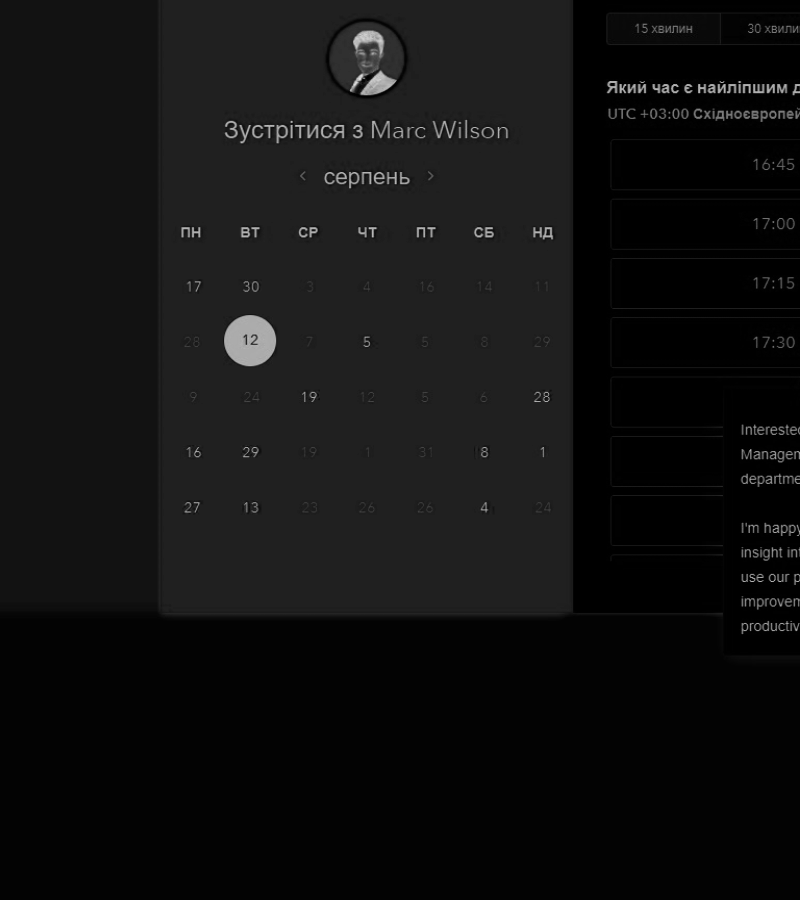 Зустрітися з Marc Wilson
‹ серпень ›
ПН ВТ СР ЧТ ПТ СБ НД
17 30 3 4 16 14 11
28 12 7 5 5 8 29
9 24 19 12 5 6 28
16 29 19 1 31 8 1
27 13 23 26 26 4 24
15 хвилин 30 хвили
Який час є найліпшим д
UTC +03:00 Східноєвропей
16:45
17:00
17:15
17:30
Interested
Managem
departme
I'm happy
insight int
use our p
improvem
productiv